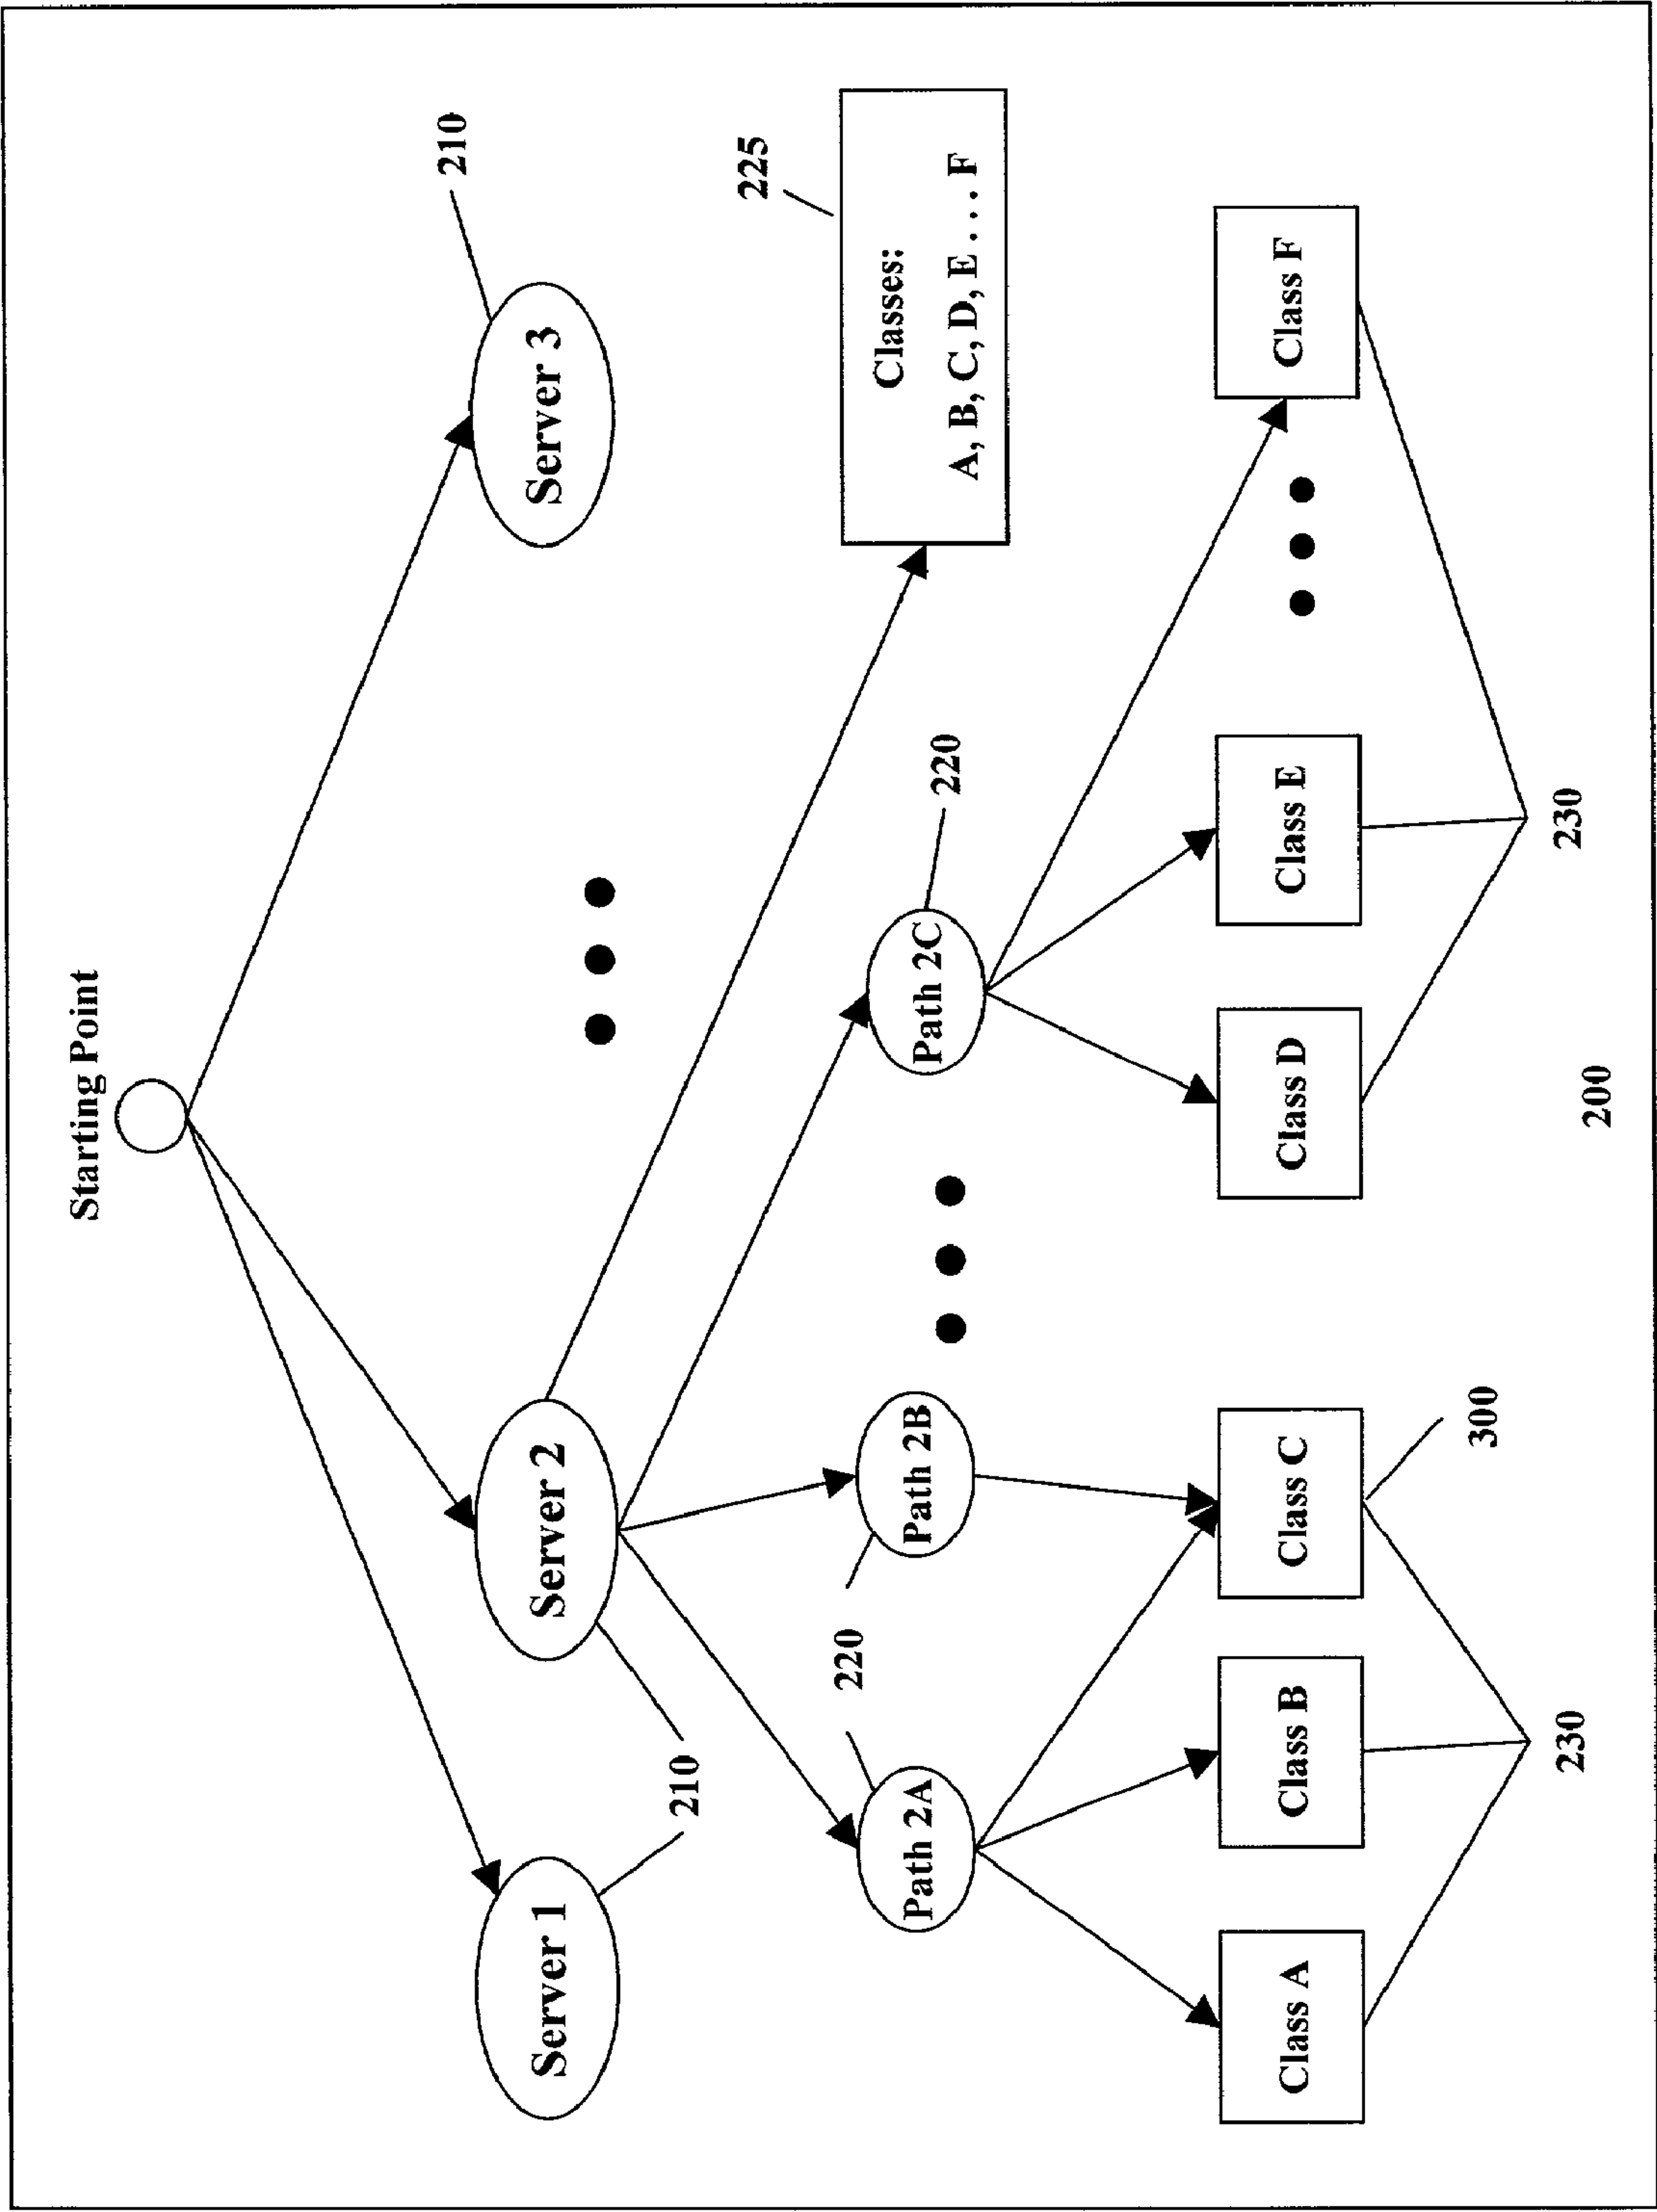 Starting Point
210
Server 1
Server 2
Server 3
210
225
Classes:
A, B, C, D, E . . . F
220
220
Path 2A
Path 2B
Path 2C
Class A
Class B
Class C
Class D
Class E
Class F
300
230
230
200